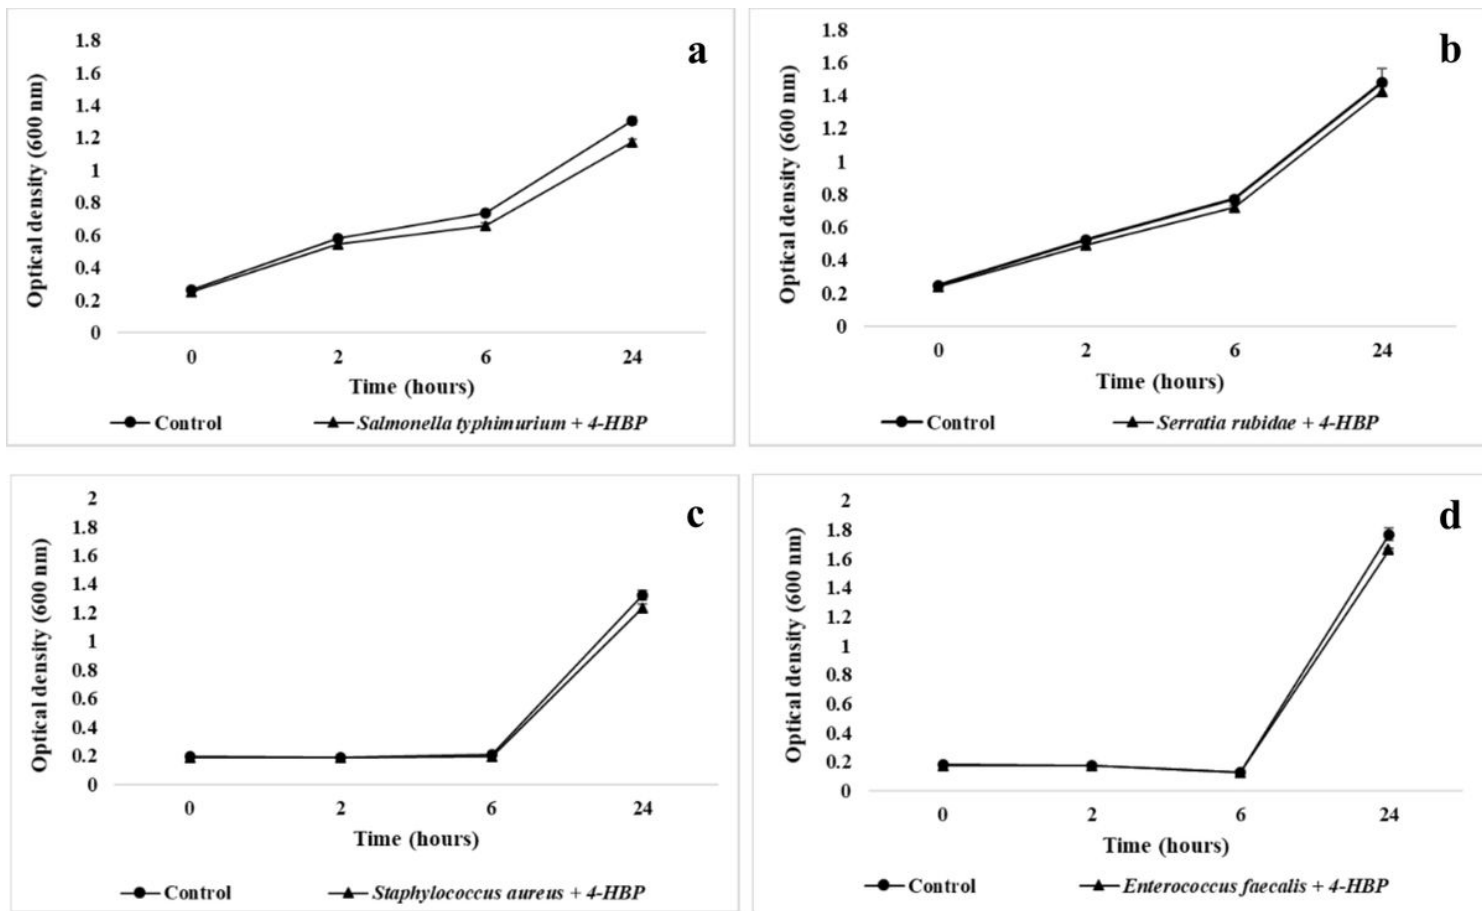 a
1.8
1.6
1.4
1.2
1
0.8
0.6
0.4
0.2
0
Optical density (600 nm)
0 2 6 24
Time (hours)
Control Salmonella typhimurium + 4-HBP
b
1.8
1.6
1.4
1.2
1
0.8
0.6
0.4
0.2
0
Optical density (600 nm)
0 2 6 24
Time (hours)
Control Serratia rubidae + 4-HBP
c
2
1.8
1.6
1.4
1.2
1
0.8
0.6
0.4
0.2
0
Optical density (600 nm)
0 2 6 24
Time (hours)
Control Staphylococcus aureus + 4-HBP
d
2
1.8
1.6
1.4
1.2
1
0.8
0.6
0.4
0.2
0
Optical density (600 nm)
0 2 6 24
Time (hours)
Control Enterococcus faecalis + 4-HBP